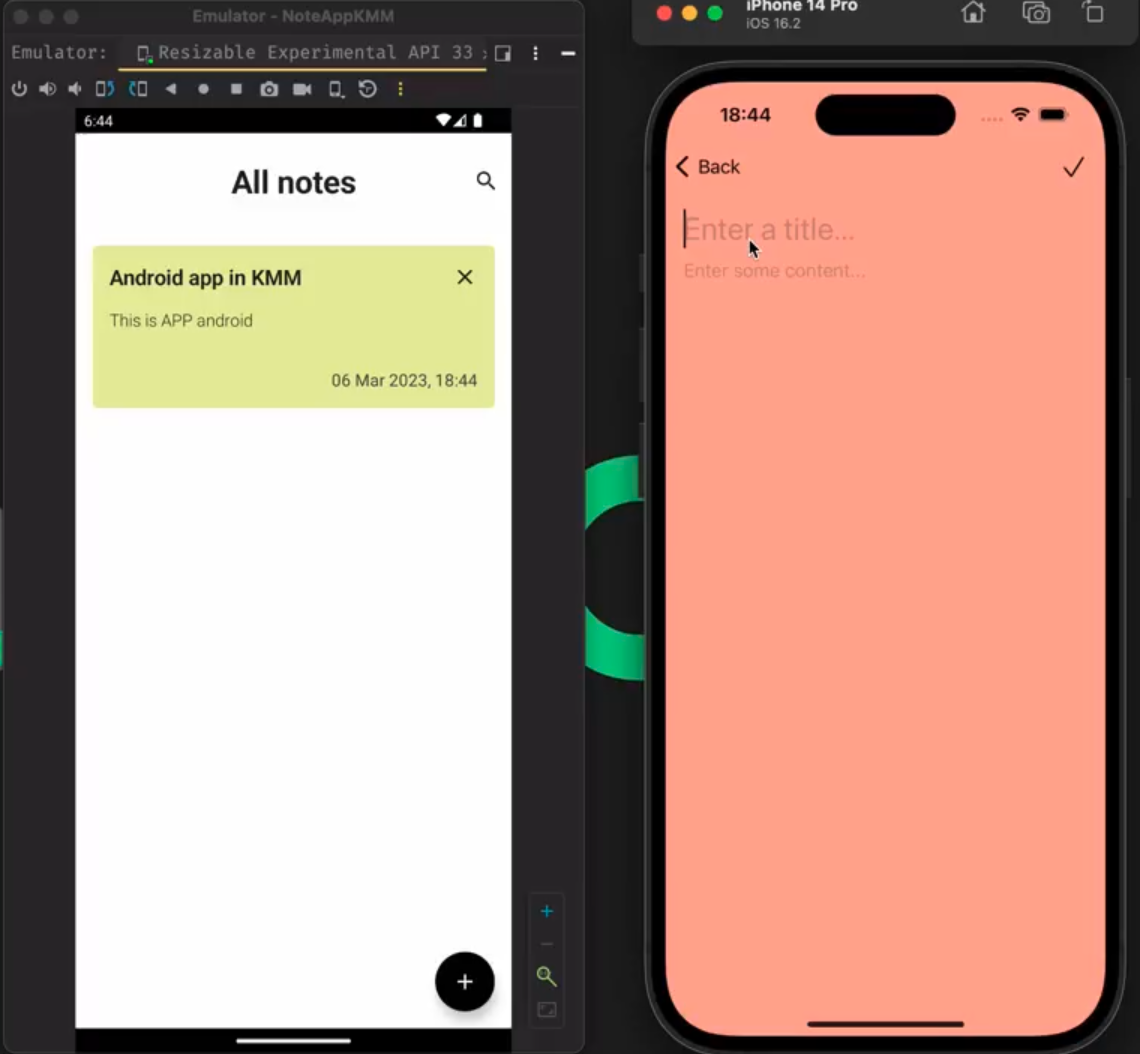 Emulator - NoteAppKMM
Emulator:
Resizable Experimental API 33
6:44
All notes
Android app in KMM
This is APP android
06 Mar 2023, 18:44
iPhone 14 Pro
iOS 16.2
18:44
Back
Enter a title...
Enter some content...